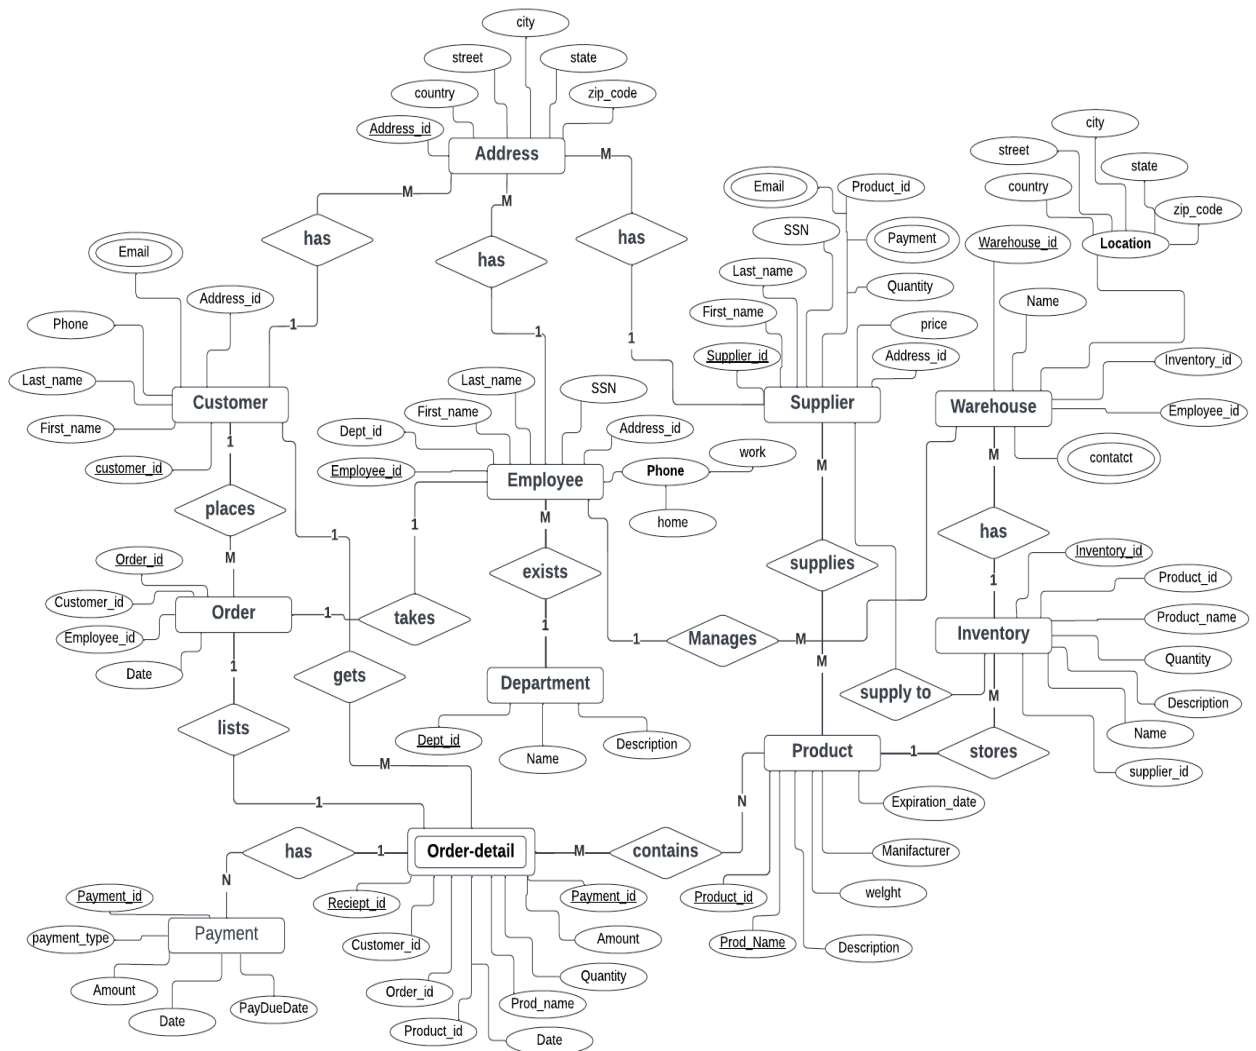 city
street
state
country
zip_code
Address_id
Address
M
M
M
has
has
has
1
1
1
Email
Address_id
Phone
Last_name
First_name
customer_id
Customer
1
places
M
Order_id
Customer_id
Employee_id
Date
Order
1
takes
1
1
lists
1
1
gets
M
Last_name
First_name
SSN
Dept_id
Address_id
Employee_id
Employee
Phone
work
home
M
exists
1
Department
Dept_id
Name
Description
1
Manages
M
Email
Product_id
SSN
Payment
Last_name
Quantity
First_name
price
Supplier_id
Address_id
Supplier
M
supplies
M
supply to
city
street
state
country
zip_code
Warehouse_id
Location
Name
Inventory_id
Employee_id
contatct
Warehouse
M
has
1
Inventory_id
Product_id
Product_name
Quantity
Description
Name
supplier_id
Inventory
M
stores
1
Product
Expiration_date
Manifacturer
welght
Description
Product_id
Prod_Name
N
contains
M
Order-detail
1
has
N
Reciept_id
Customer_id
Order_id
Product_id
Payment_id
Amount
Quantity
Prod_name
Date
Payment_id
payment_type
Amount
Date
PayDueDate
Payment